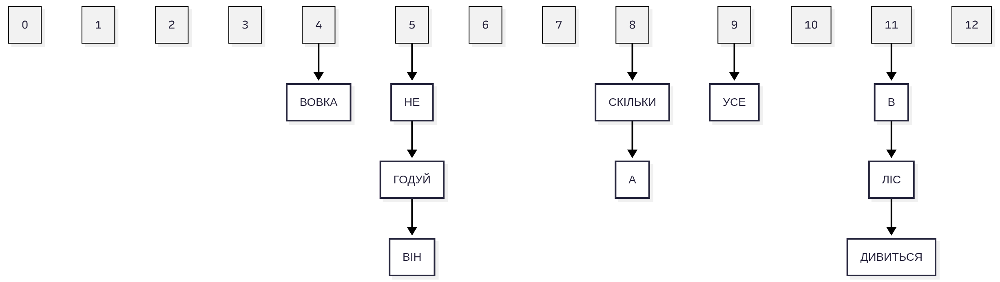 0 1 2 3 4 5 6 7 8 9 10 11 12
ВОВКА НЕ СКІЛЬКИ УСЕ В
ГОДУЙ А ЛІС
ВІН ДИВИТЬСЯ